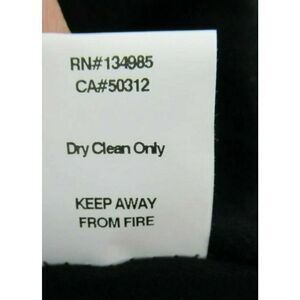 RN#134985
CA#50312
Dry Clean Only
KEEP AWAY
FROM FIRE